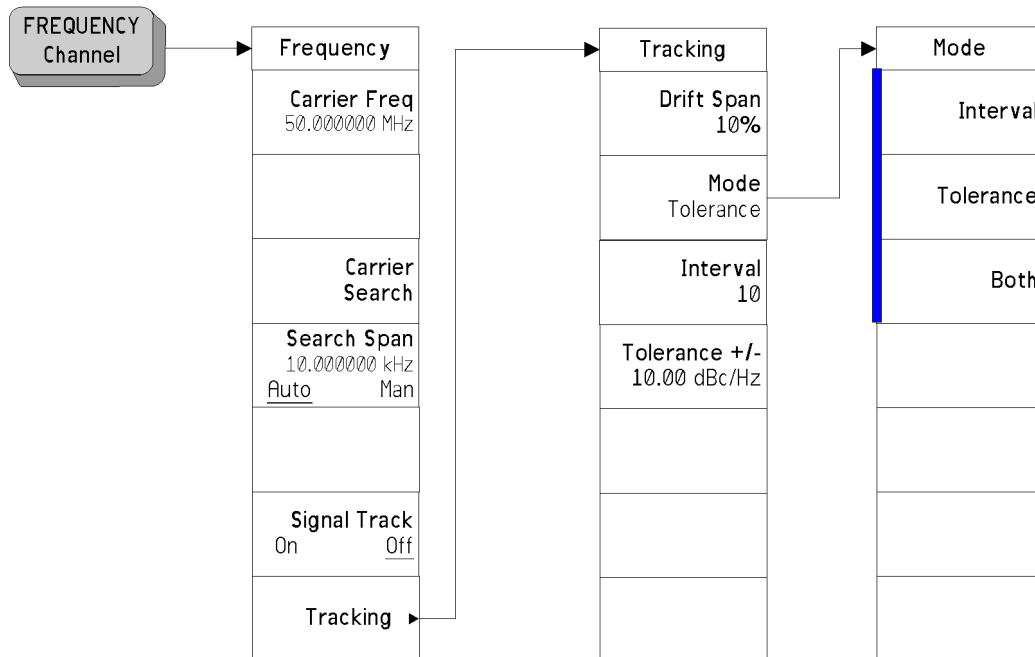 FREQUENCY
Channel
Frequency
Carrier Freq
50.000000 MHz
Carrier
Search
Search Span
10.000000 kHz
Auto Man
Signal Track
On Off
Tracking
Tracking
Drift Span
10%
Mode
Tolerance
Interval
10
Tolerance +/-
10.00 dBc/Hz
Mode
Interval
Tolerance
Both